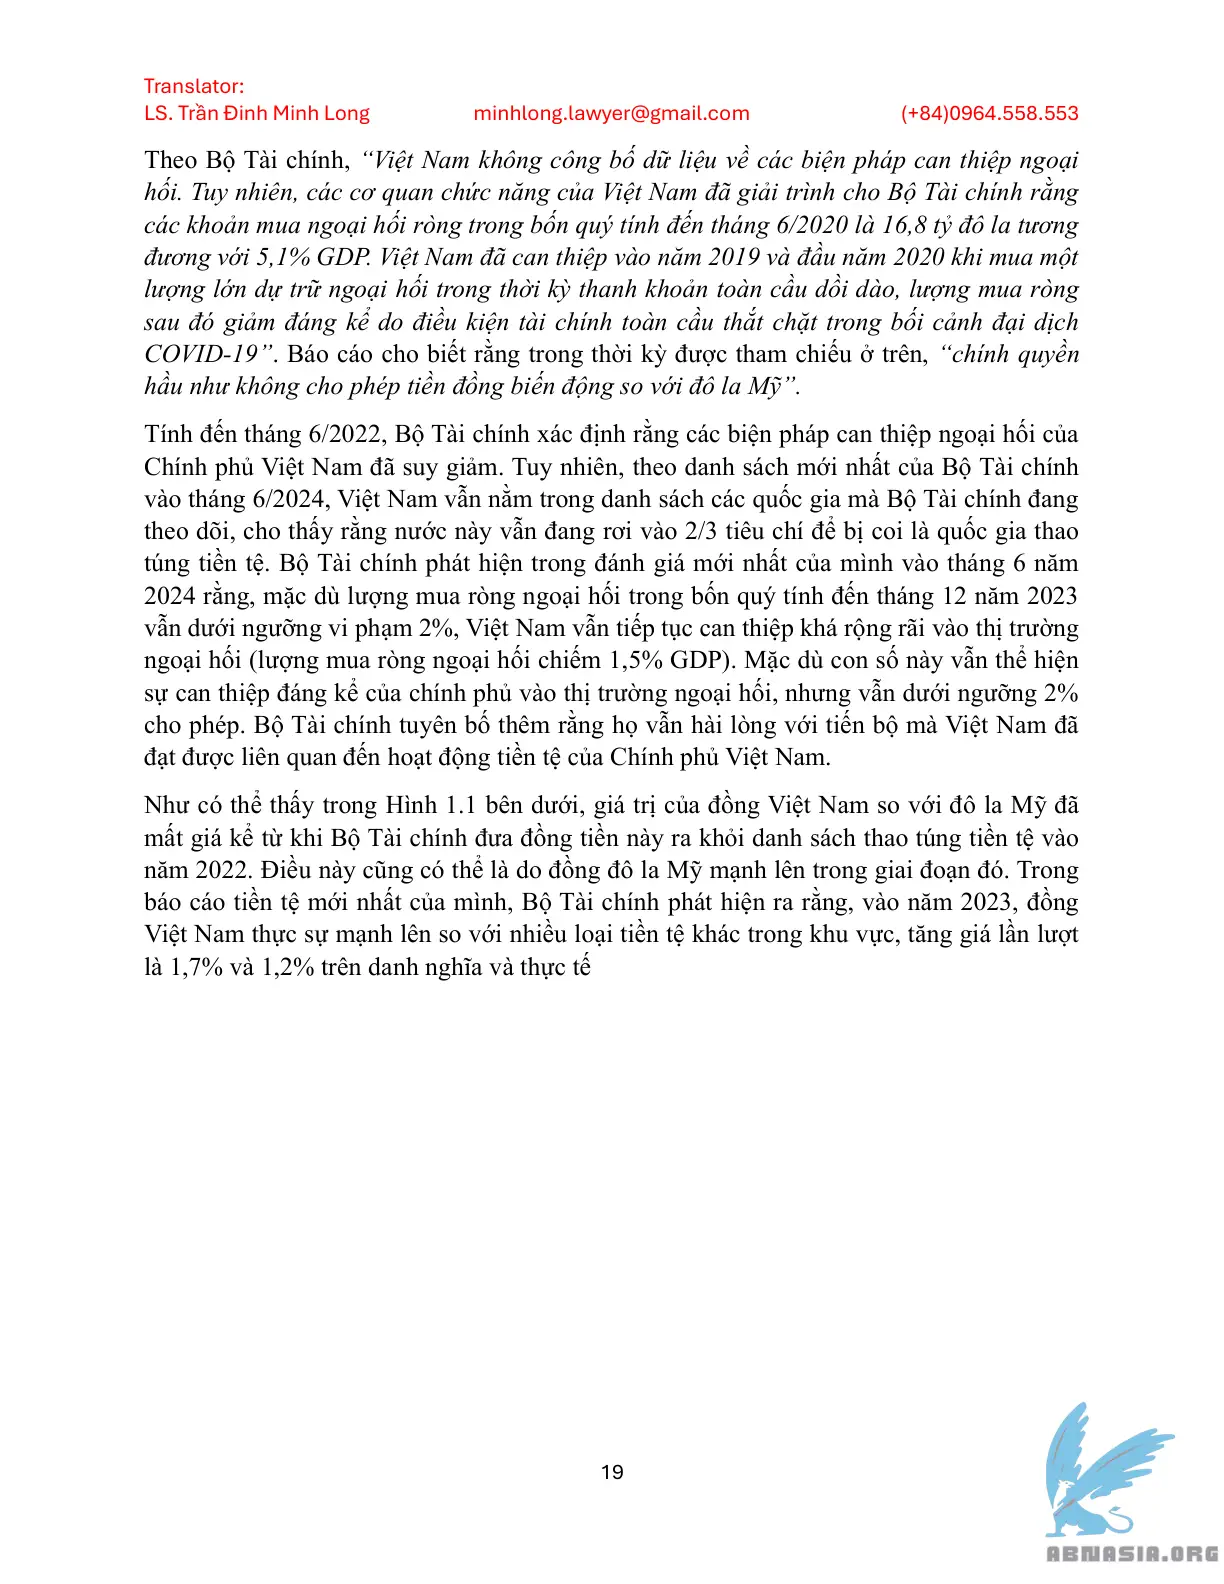 Translator:
LS. Trần Đình Minh Long minhlong.lawyer@gmail.com (+84)0964.558.553
Theo Bộ Tài chính, “Việt Nam không công bố dữ liệu về các biện pháp can thiệp ngoại
hối. Tuy nhiên, các cơ quan chức năng của Việt Nam đã giải trình cho Bộ Tài chính rằng
các khoản mua ngoại hối ròng trong bốn quý tính đến tháng 6/2020 là 16,8 tỷ đô la tương
đương với 5,1% GDP. Việt Nam đã can thiệp vào năm 2019 và đầu năm 2020 khi mua một
lượng lớn dự trữ ngoại hối trong thời kỳ thanh khoản toàn cầu dồi dào, lượng mua ròng
sau đó giảm đáng kể do điều kiện tài chính toàn cầu thắt chặt trong bối cảnh đại dịch
COVID-19”. Báo cáo cho biết rằng trong thời kỳ được tham chiếu ở trên, “chính quyền
hầu như không cho phép tiền đồng biến động so với đô la Mỹ”.
Tính đến tháng 6/2022, Bộ Tài chính xác định rằng các biện pháp can thiệp ngoại hối của
Chính phủ Việt Nam đã suy giảm. Tuy nhiên, theo danh sách mới nhất của Bộ Tài chính
vào tháng 6/2024, Việt Nam vẫn nằm trong danh sách các quốc gia mà Bộ Tài chính đang
theo dõi, cho thấy rằng nước này vẫn đang rơi vào 2/3 tiêu chí để bị coi là quốc gia thao
túng tiền tệ. Bộ Tài chính phát hiện trong đánh giá mới nhất của mình vào tháng 6 năm
2024 rằng, mặc dù lượng mua ròng ngoại hối trong bốn quý tính đến tháng 12 năm 2023
vẫn dưới ngưỡng vi phạm 2%, Việt Nam vẫn tiếp tục can thiệp khá rộng rãi vào thị trường
ngoại hối (lượng mua ròng ngoại hối chiếm 1,5% GDP). Mặc dù con số này vẫn thể hiện
sự can thiệp đáng kể của chính phủ vào thị trường ngoại hối, nhưng vẫn dưới ngưỡng 2%
cho phép. Bộ Tài chính tuyên bố thêm rằng họ vẫn hài lòng với tiến bộ mà Việt Nam đã
đạt được liên quan đến hoạt động tiền tệ của Chính phủ Việt Nam.
Như có thể thấy trong Hình 1.1 bên dưới, giá trị của đồng Việt Nam so với đô la Mỹ đã
mất giá kể từ khi Bộ Tài chính đưa đồng tiền này ra khỏi danh sách thao túng tiền tệ vào
năm 2022. Điều này cũng có thể là do đồng đô la Mỹ mạnh lên trong giai đoạn đó. Trong
báo cáo tiền tệ mới nhất của mình, Bộ Tài chính phát hiện ra rằng, vào năm 2023, đồng
Việt Nam thực sự mạnh lên so với nhiều loại tiền tệ khác trong khu vực, tăng giá lần lượt
là 1,7% và 1,2% trên danh nghĩa và thực tế
19
ABNASIA.ORG